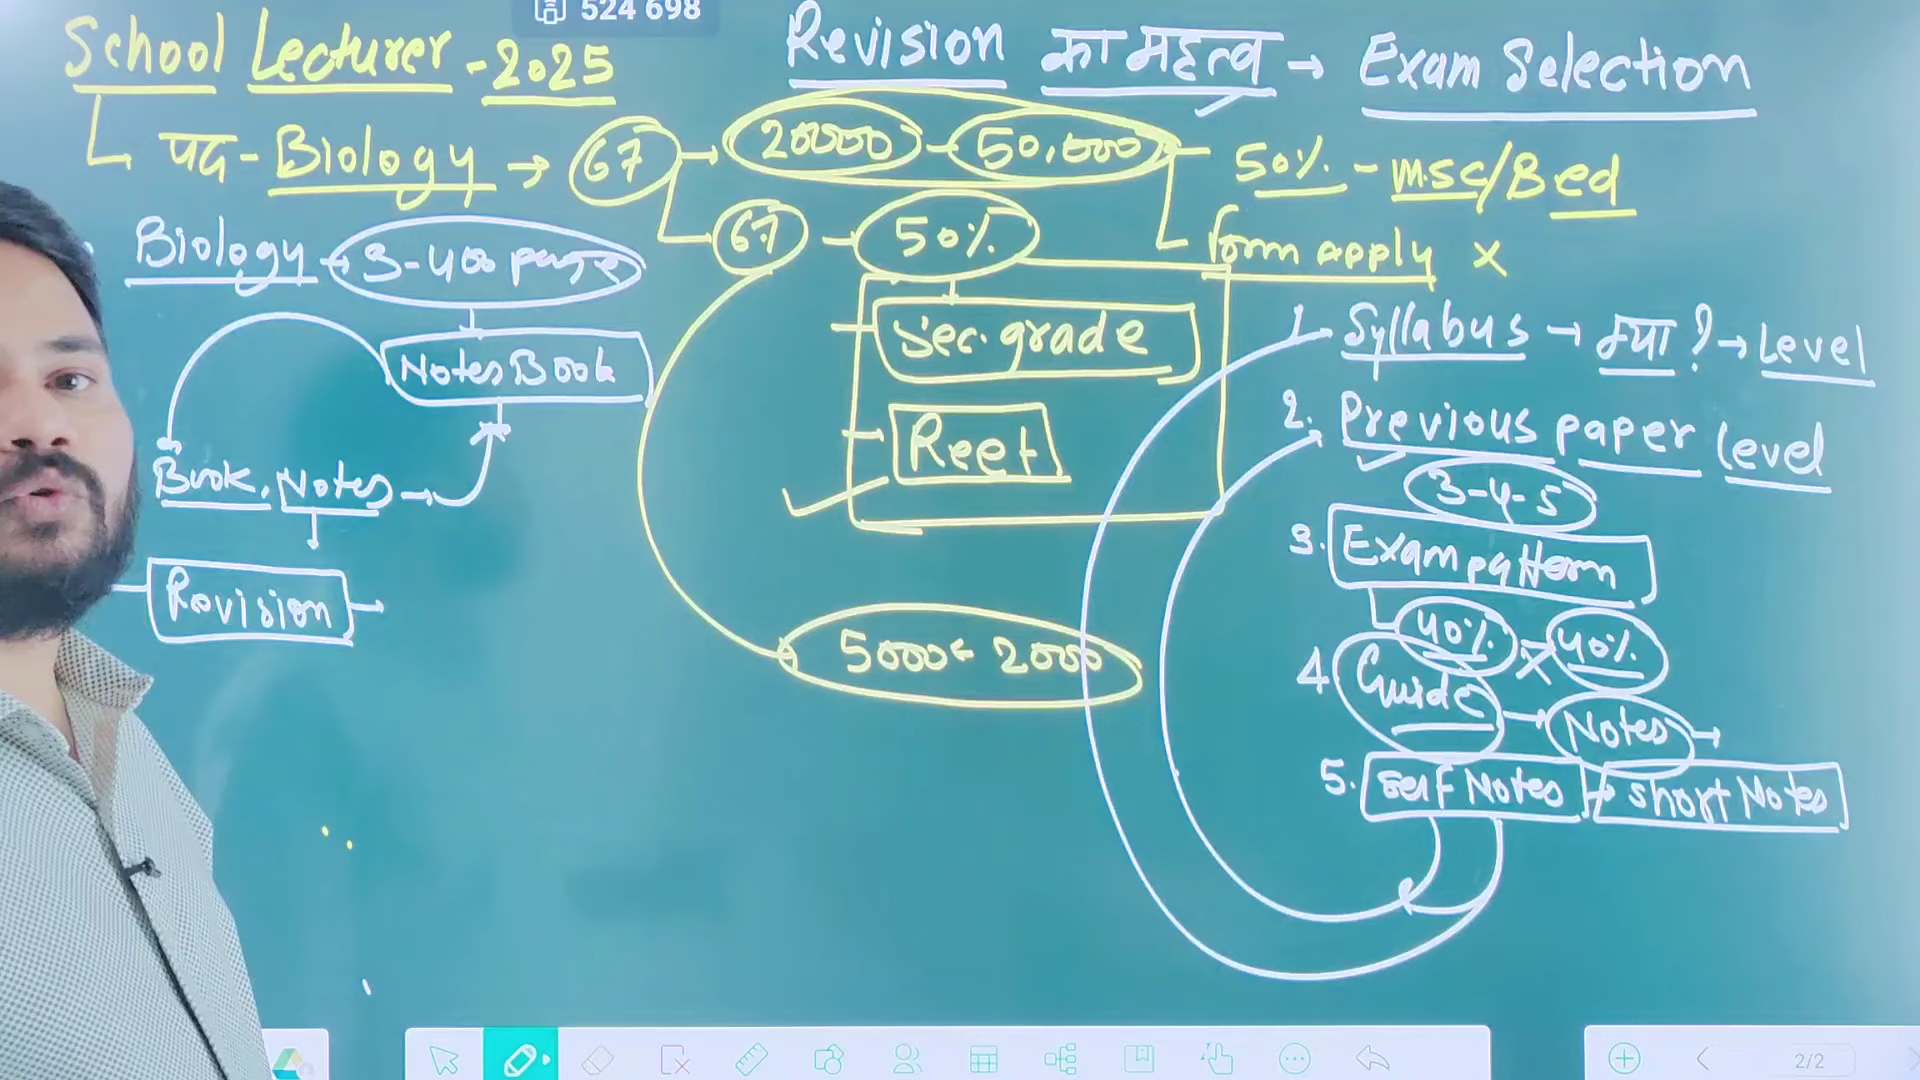 524 698
School Lecturer - 2025
Revision का महत्व → Exam Selection
पद - Biology → 67 → 20000 - 50,000 - 50% - M.sc/B.ed
67 - 50%
form apply ×
Biology → 3-400 page
Notes Book
Book, Notes →
Revision
Sec. grade
Reet
5000 - 2000
1. Syllabus → क्या ? → Level
2. Previous paper level
3-4-5
3. Exam pattern
40% × 40%
4. Guide → Notes →
5. self Notes → short Notes
2/2